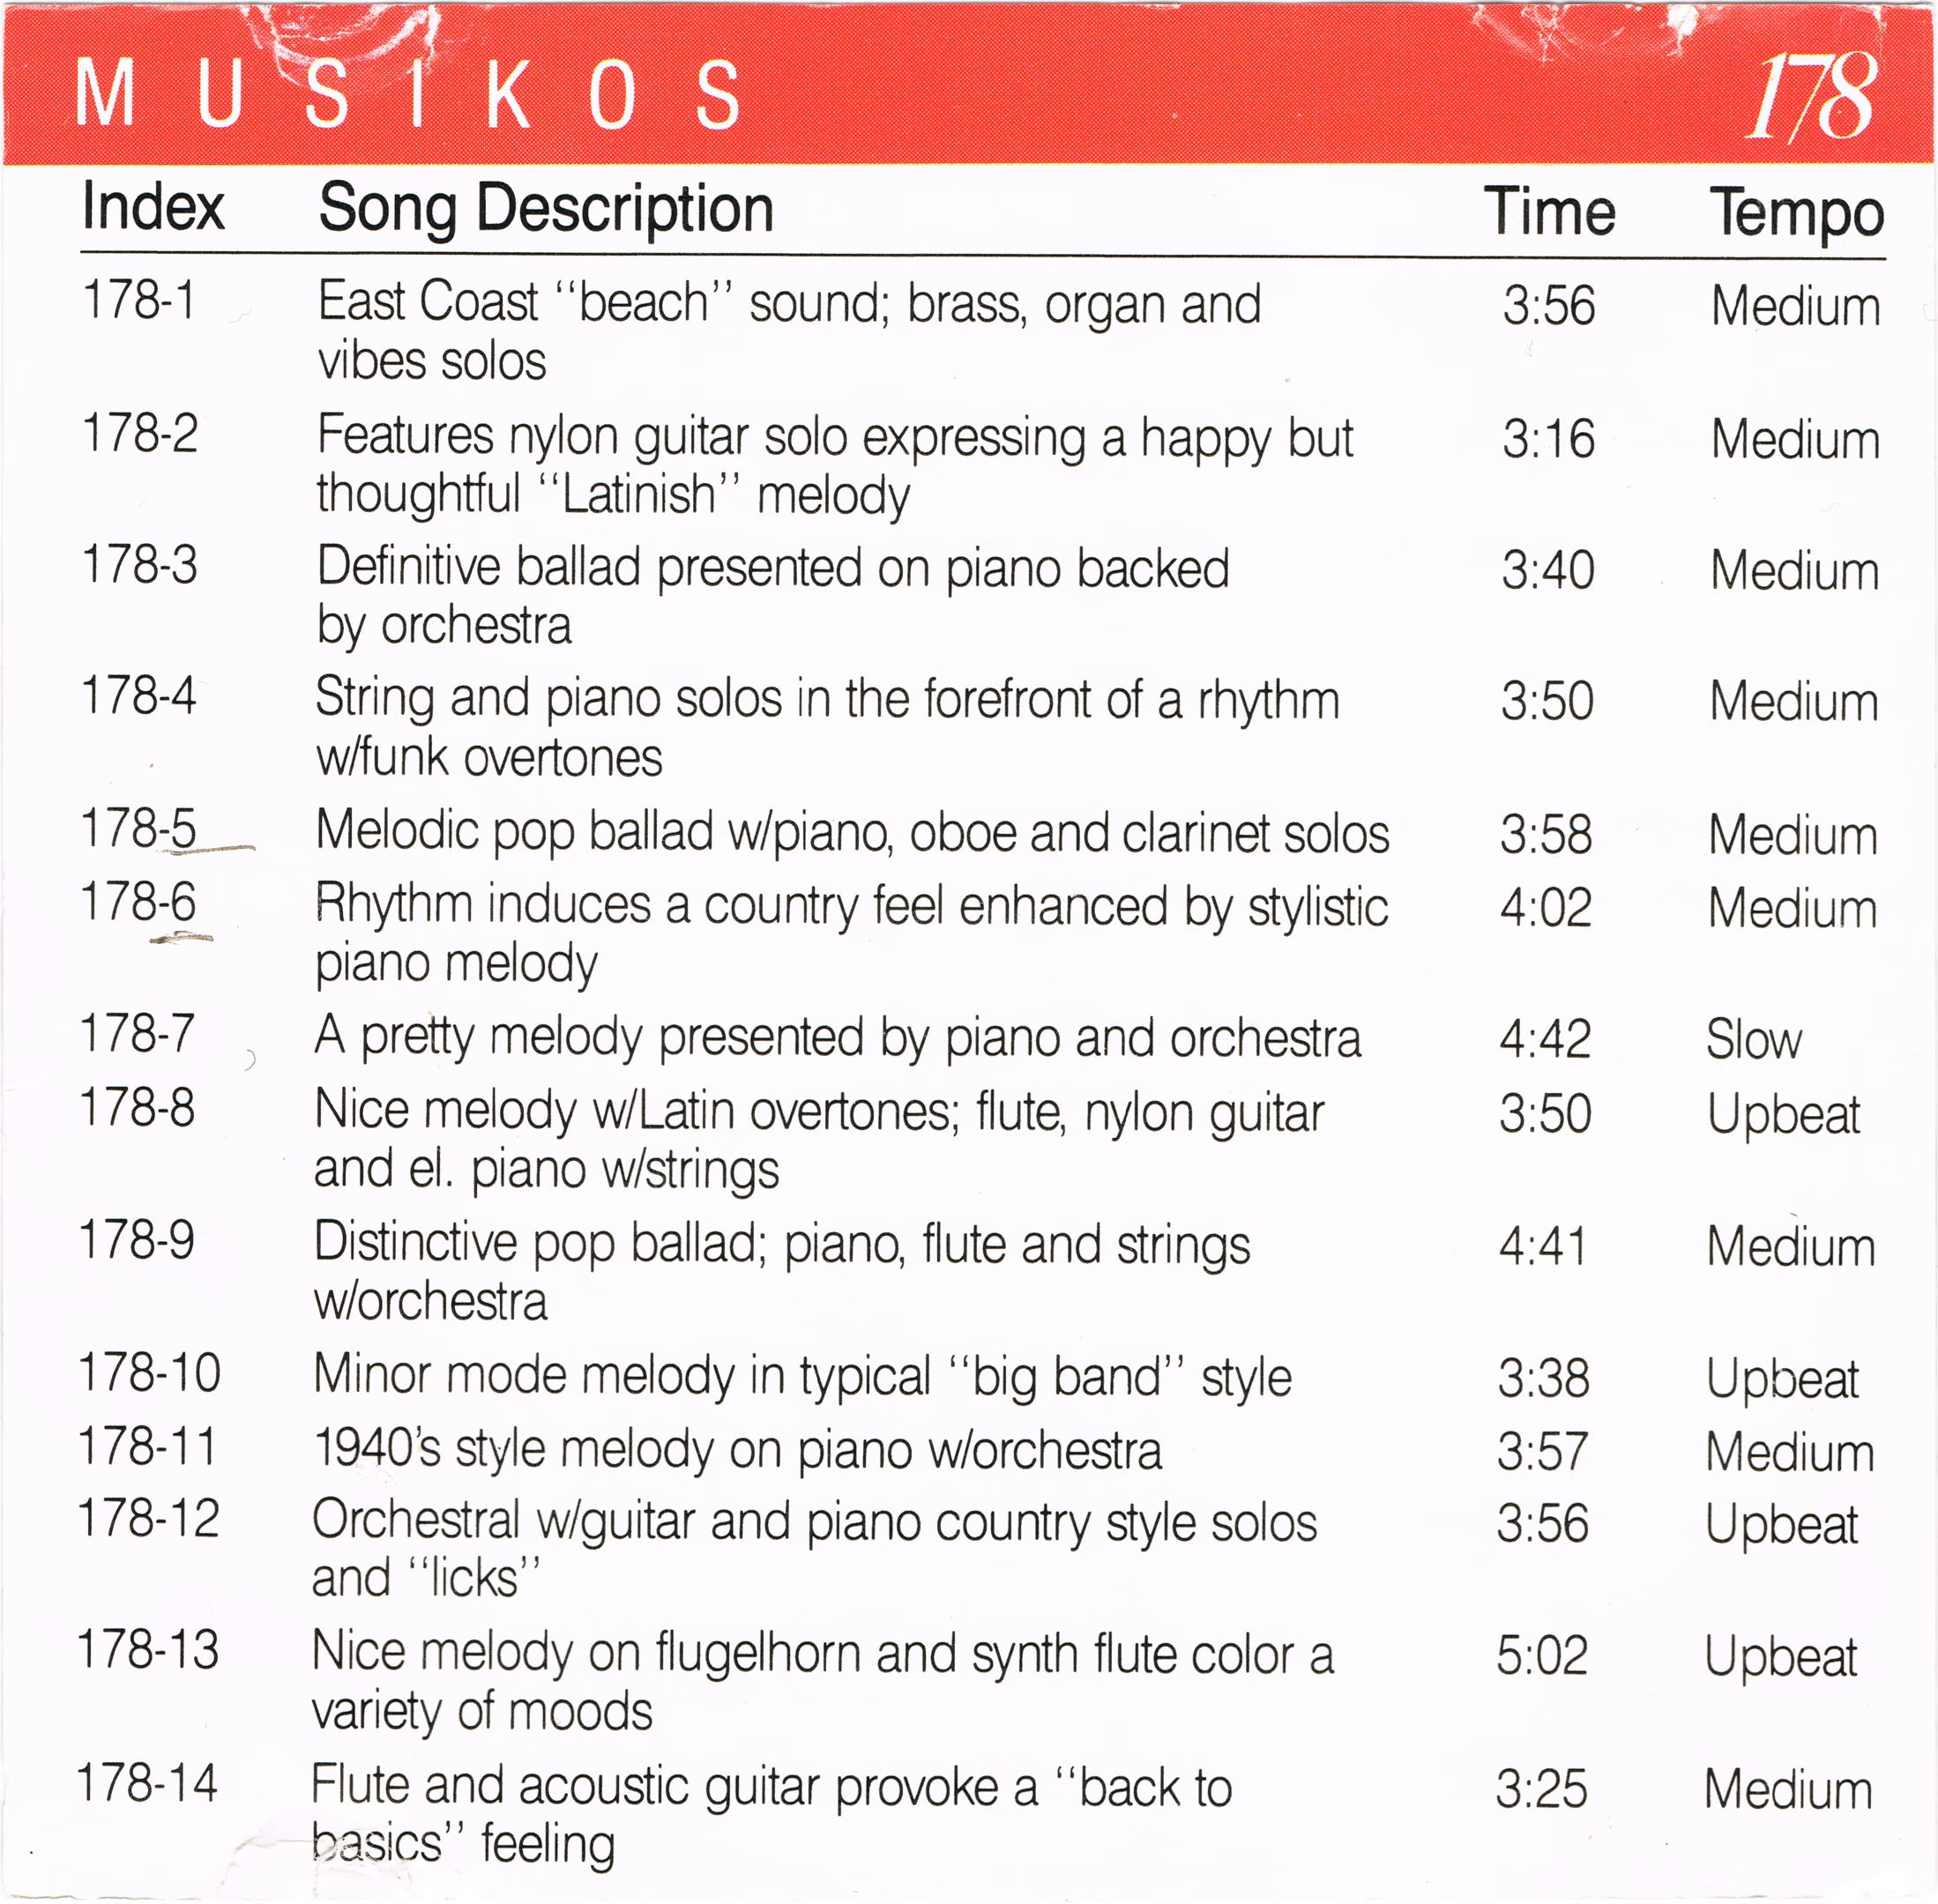 MUSIKOS 178
Index Song Description Time Tempo
178-1 East Coast "beach" sound; brass, organ and 3:56 Medium
vibes solos
178-2 Features nylon guitar solo expressing a happy but 3:16 Medium
thoughtful "Latinish" melody
178-3 Definitive ballad presented on piano backed 3:40 Medium
by orchestra
178-4 String and piano solos in the forefront of a rhythm 3:50 Medium
w/funk overtones
178-5 Melodic pop ballad w/piano, oboe and clarinet solos 3:58 Medium
178-6 Rhythm induces a country feel enhanced by stylistic 4:02 Medium
piano melody
178-7 A pretty melody presented by piano and orchestra 4:42 Slow
178-8 Nice melody w/Latin overtones; flute, nylon guitar 3:50 Upbeat
and el. piano w/strings
178-9 Distinctive pop ballad; piano, flute and strings 4:41 Medium
w/orchestra
178-10 Minor mode melody in typical "big band" style 3:38 Upbeat
178-11 1940's style melody on piano w/orchestra 3:57 Medium
178-12 Orchestral w/guitar and piano country style solos 3:56 Upbeat
and "licks"
178-13 Nice melody on flugelhorn and synth flute color a 5:02 Upbeat
variety of moods
178-14 Flute and acoustic guitar provoke a "back to 3:25 Medium
basics" feeling